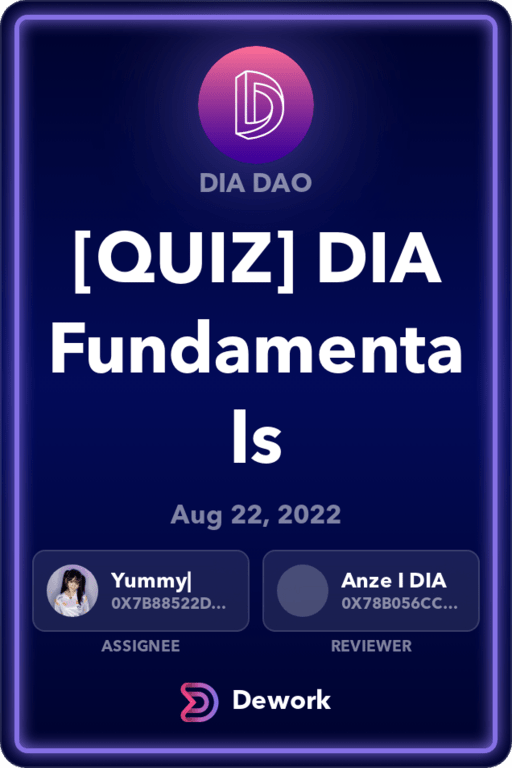 DIA DAO
[QUIZ] DIA
Fundamenta
ls
Aug 22, 2022
Yummy|
0X7B88522D...
Anze I DIA
0X78B056CC...
ASSIGNEE
REVIEWER
Dework